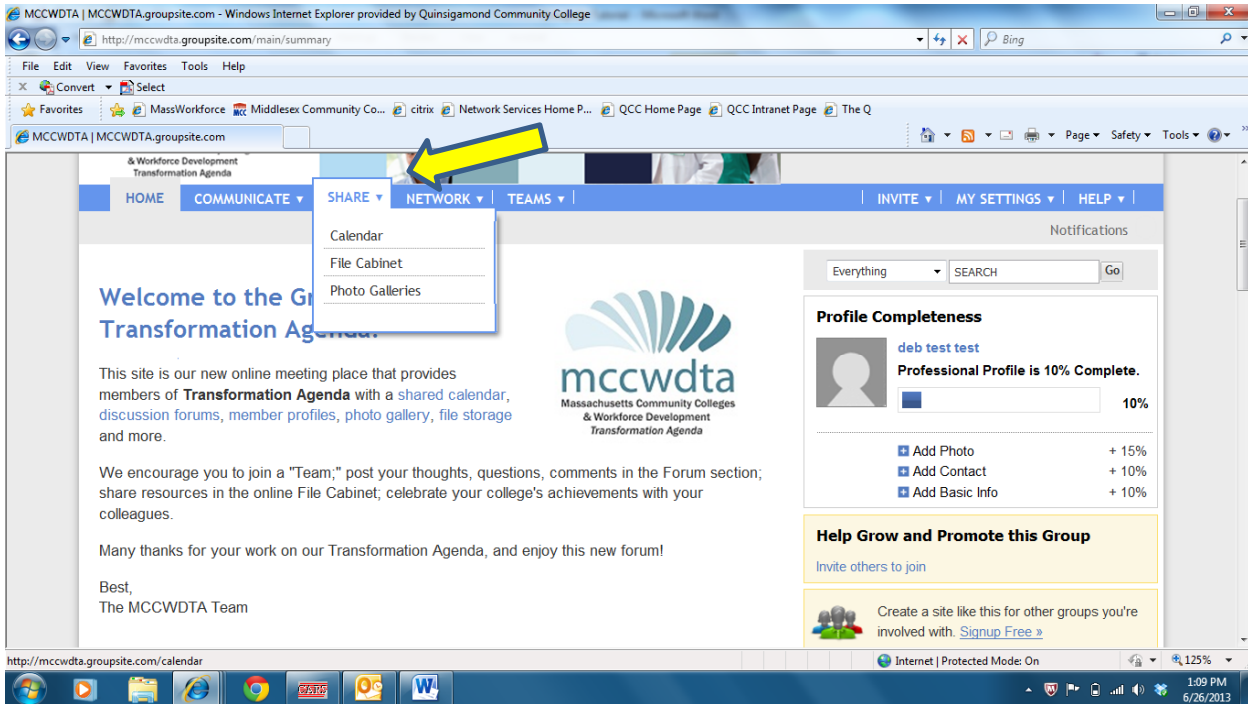 MCCWDTA | MCCWDTA.groupsite.com - Windows Internet Explorer provided by Quinsigamond Community College
http://mccwdta.groupsite.com/main/summary
Bing
File Edit View Favorites Tools Help
x Convert Select
Favorites MassWorkforce Middlesex Community Co... citrix Network Services Home P... QCC Home Page QCC Intranet Page The Q
MCCWDTA | MCCWDTA.groupsite.com
Page Safety Tools
& Workforce Development
Transformation Agenda
HOME COMMUNICATE SHARE NETWORK TEAMS INVITE MY SETTINGS HELP
Notifications
Calendar
File Cabinet
Photo Galleries
Everything SEARCH Go
Welcome to the Gr
Transformation Agenda!
This site is our new online meeting place that provides
members of Transformation Agenda with a shared calendar,
discussion forums, member profiles, photo gallery, file storage
and more.
mccwdta
Massachusetts Community Colleges
& Workforce Development
Transformation Agenda
We encourage you to join a "Team;" post your thoughts, questions, comments in the Forum section;
share resources in the online File Cabinet; celebrate your college's achievements with your
colleagues.
Many thanks for your work on our Transformation Agenda, and enjoy this new forum!
Best,
The MCCWDTA Team
Profile Completeness
deb test test
Professional Profile is 10% Complete.
10%
Add Photo + 15%
Add Contact + 10%
Add Basic Info + 10%
Help Grow and Promote this Group
Invite others to join
Create a site like this for other groups you're
involved with. Signup Free »
http://mccwdta.groupsite.com/calendar
Internet | Protected Mode: On 125%
1:09 PM
6/26/2013